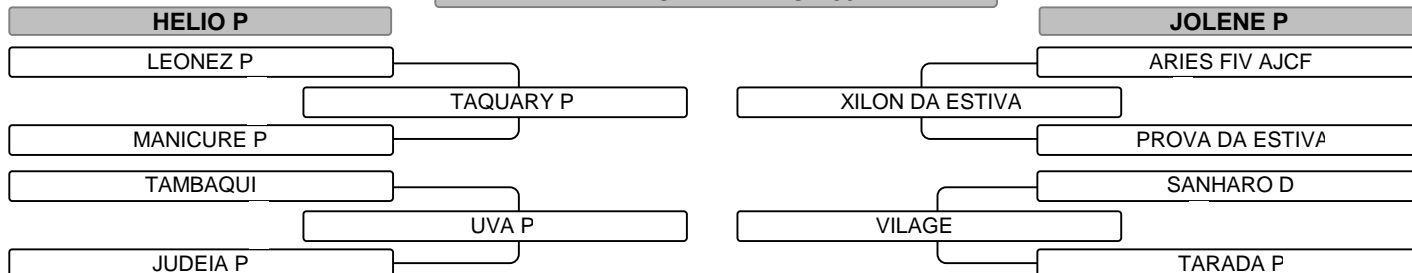 HELIO P
JOLENE P
LEONEZ P
ARIES FIV AJCF
TAQUARY P
XILON DA ESTIVA
MANICURE P
PROVA DA ESTIVA
TAMBAQUI
SANHARO D
UVA P
VILAGE
JUDEIA P
TARADA P